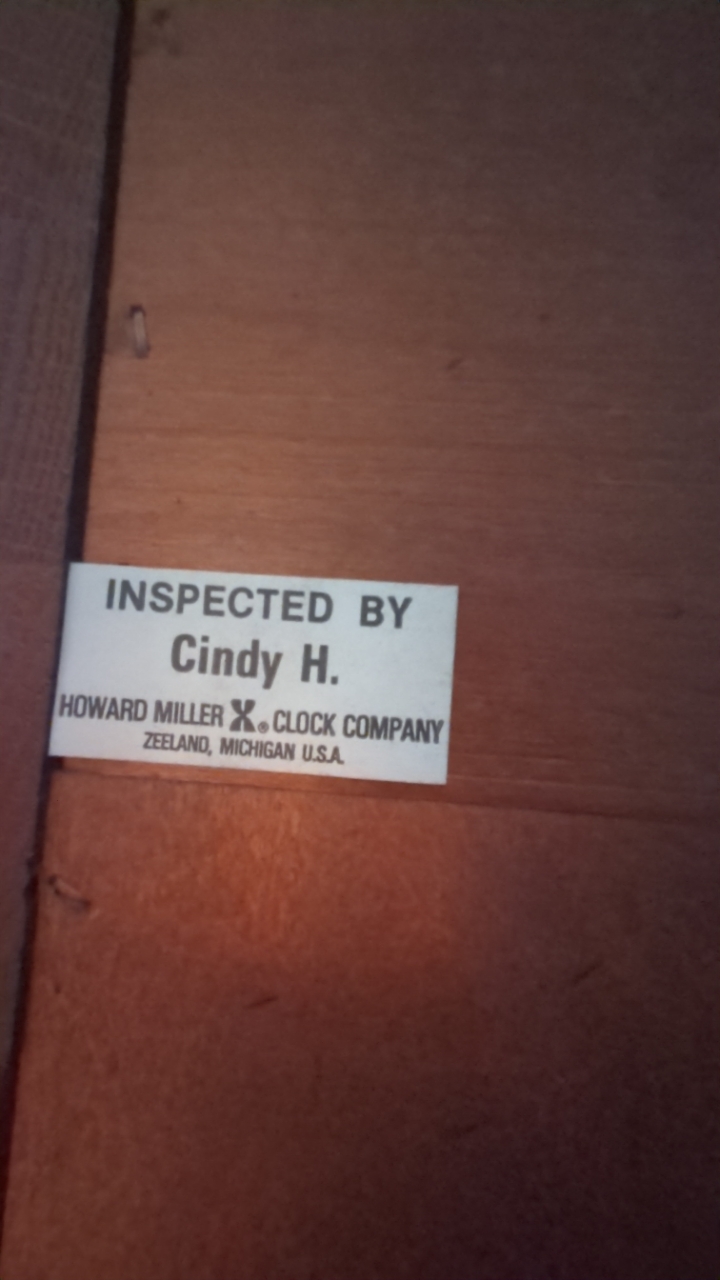 INSPECTED BY
Cindy H.
HOWARD MILLER X® CLOCK COMPANY
ZEELAND, MICHIGAN U.S.A.